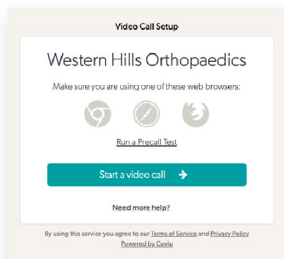 Video Call Setup
Western Hills Orthopaedics
Make sure you are using one of these web browsers:
Run a Precall Test
Start a video call
Need more help?
By using this service you agree to our Terms of Service and Privacy Policy
Powered by Coviu